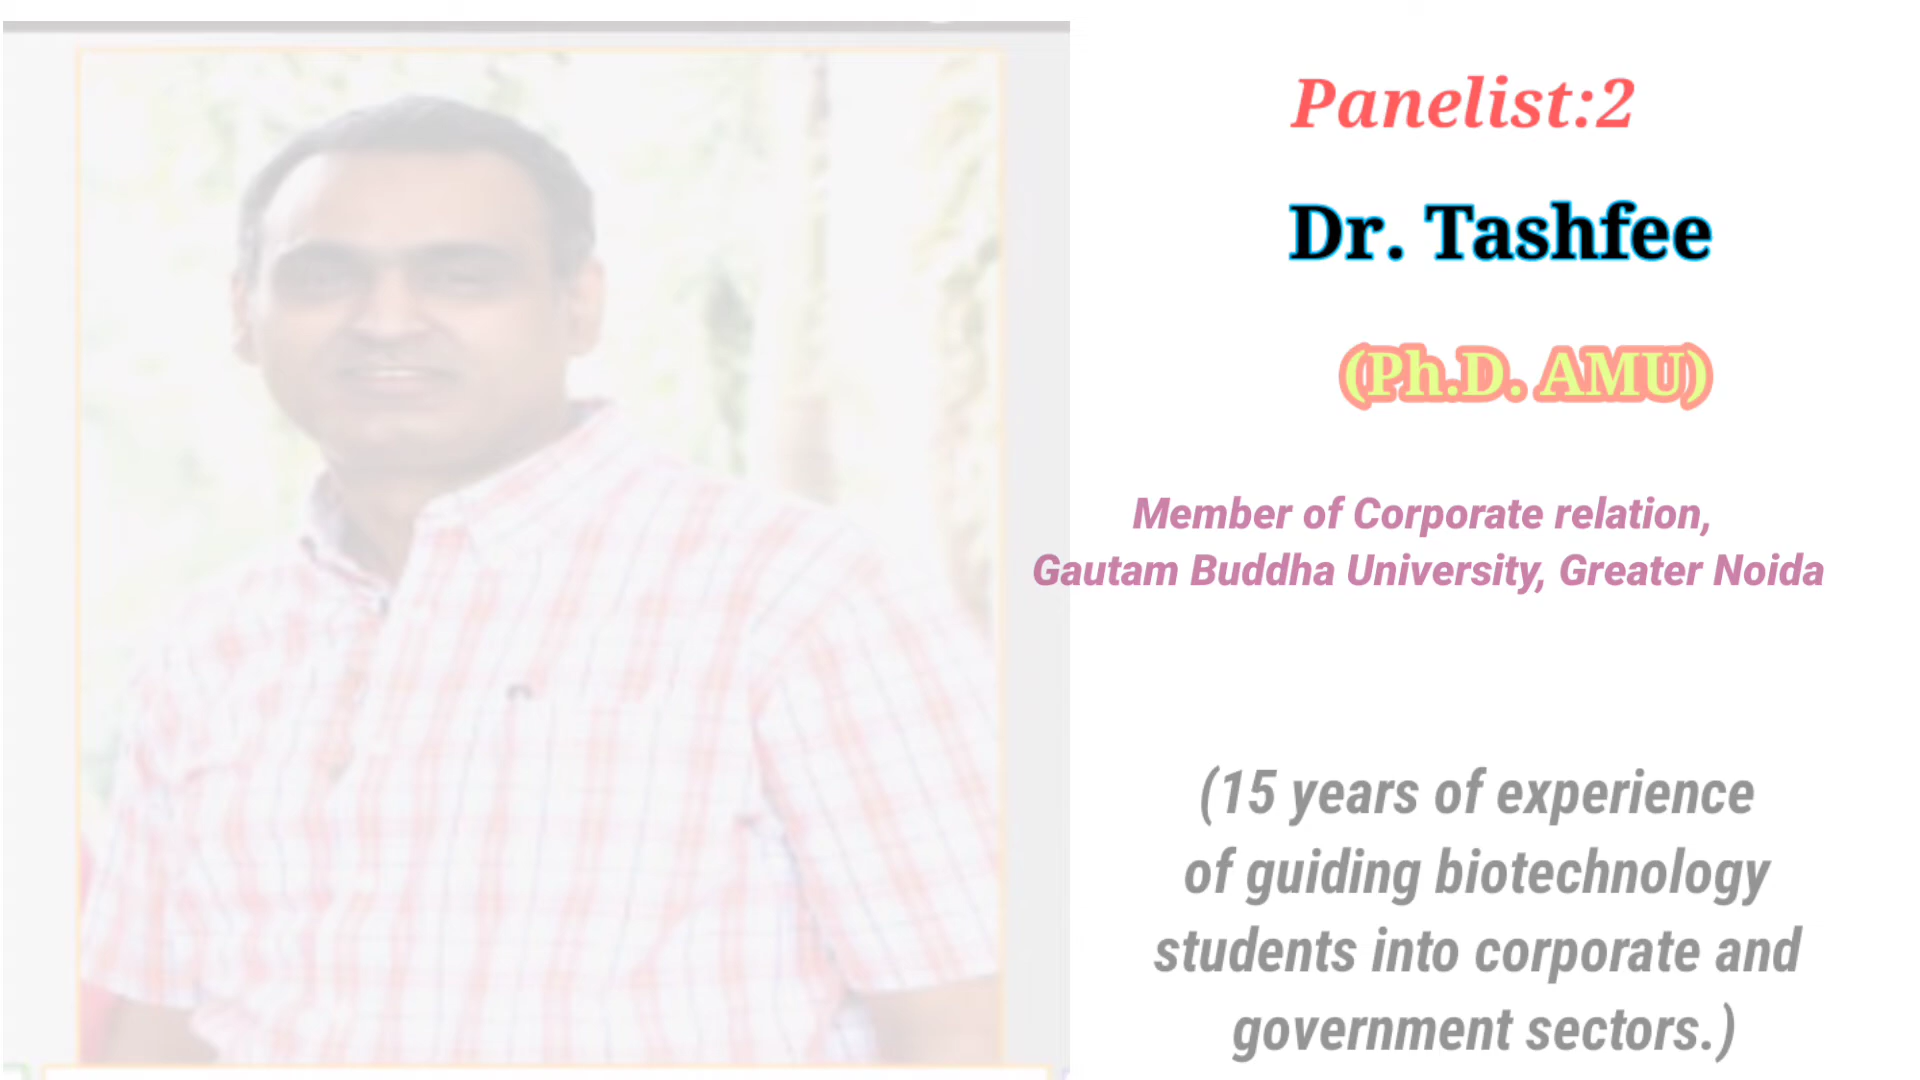 Panelist:2
Dr. Tashfee
(Ph.D. AMU)
Member of Corporate relation,
Gautam Buddha University, Greater Noida
(15 years of experience
of guiding biotechnology
students into corporate and
government sectors.)